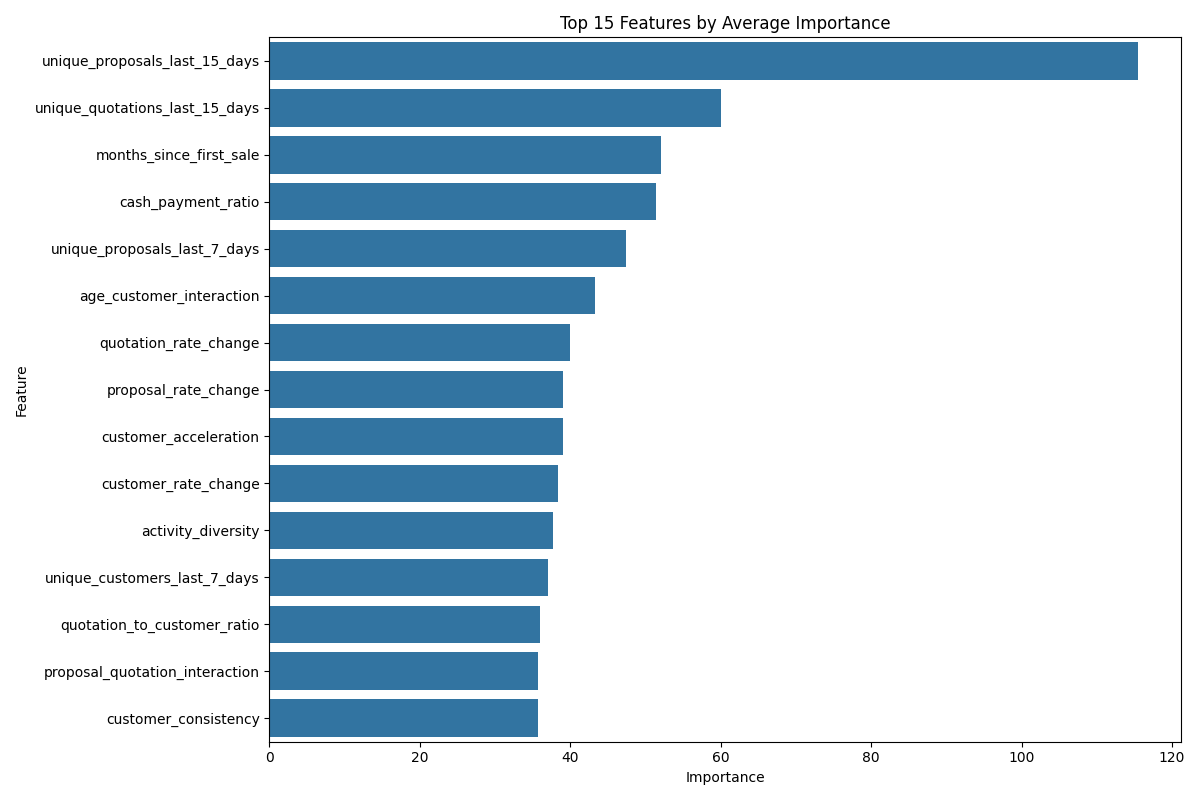 Top 15 Features by Average Importance
unique_proposals_last_15_days
unique_quotations_last_15_days
months_since_first_sale
cash_payment_ratio
unique_proposals_last_7_days
age_customer_interaction
quotation_rate_change
proposal_rate_change
customer_acceleration
customer_rate_change
activity_diversity
unique_customers_last_7_days
quotation_to_customer_ratio
proposal_quotation_interaction
customer_consistency
Feature
0 20 40 60 80 100 120
Importance